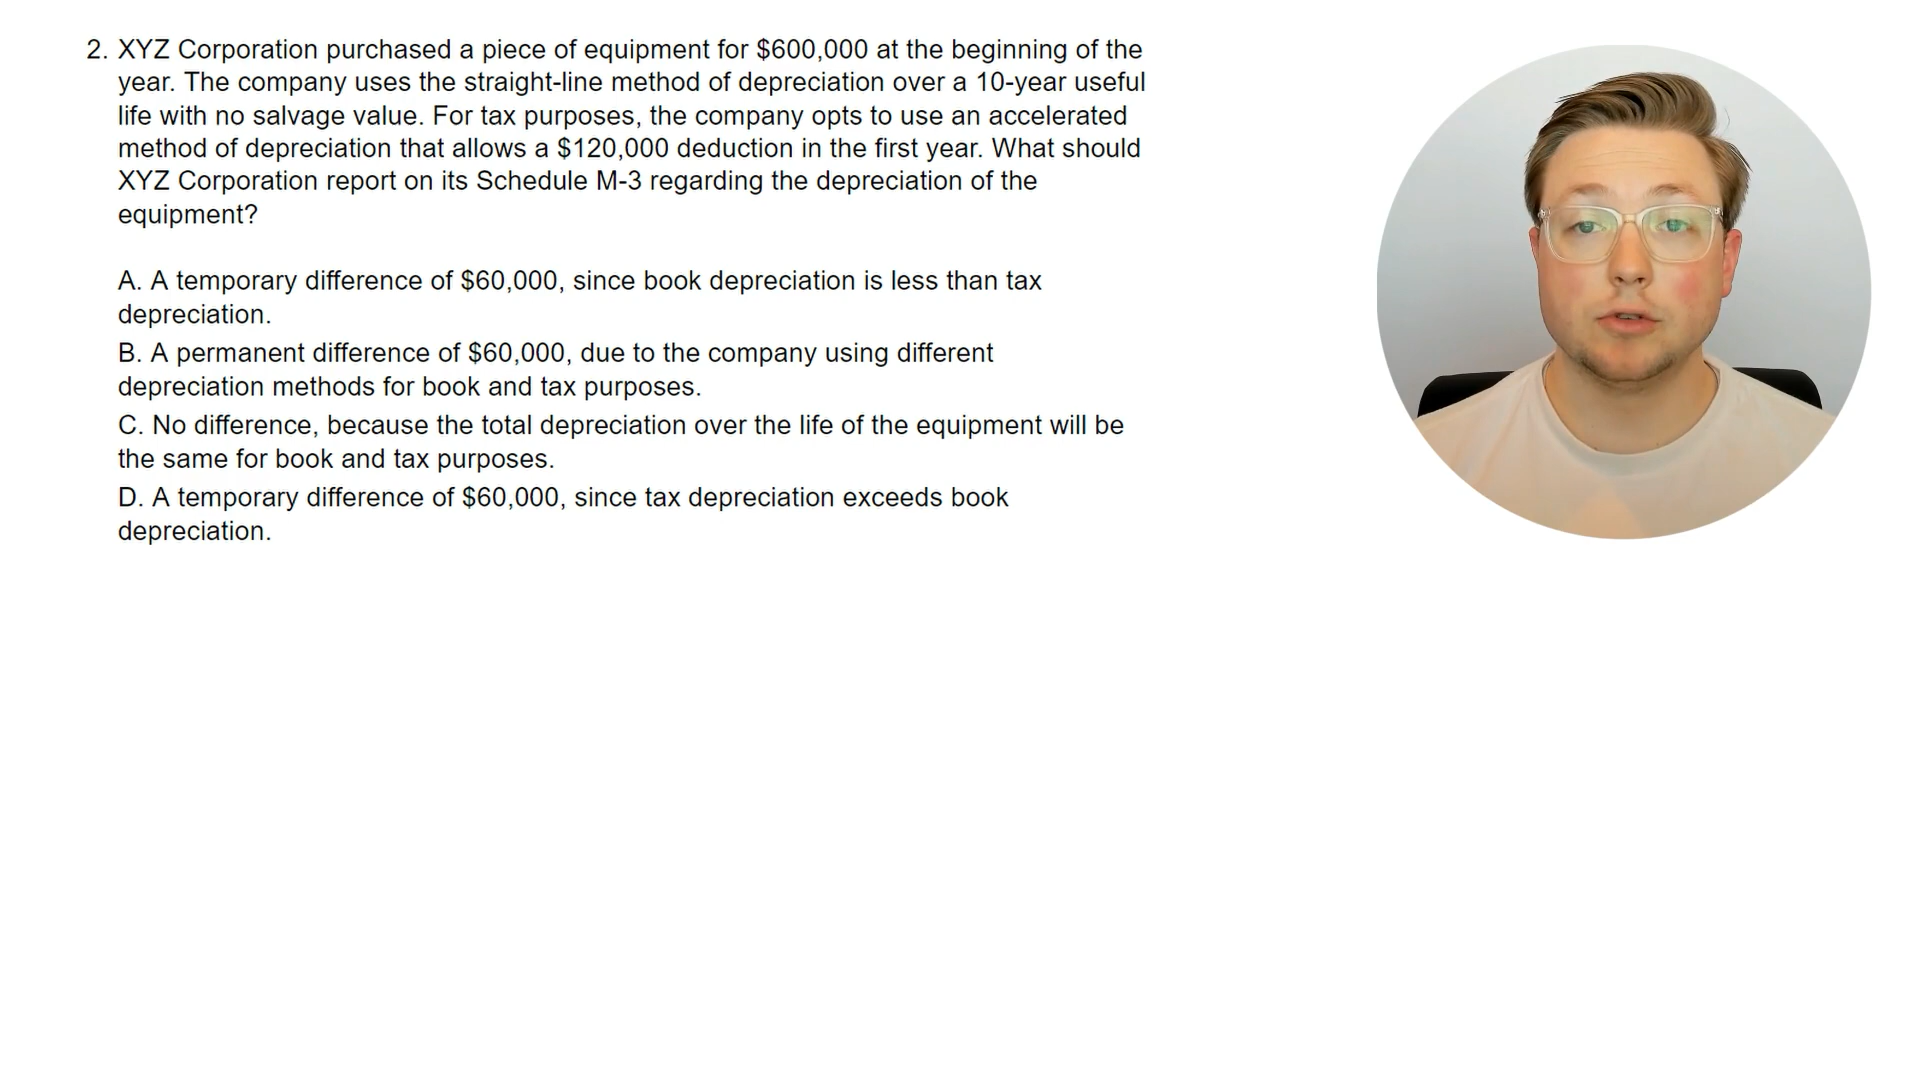 2. XYZ Corporation purchased a piece of equipment for $600,000 at the beginning of the
year. The company uses the straight-line method of depreciation over a 10-year useful
life with no salvage value. For tax purposes, the company opts to use an accelerated
method of depreciation that allows a $120,000 deduction in the first year. What should
XYZ Corporation report on its Schedule M-3 regarding the depreciation of the
equipment?
A. A temporary difference of $60,000, since book depreciation is less than tax
depreciation.
B. A permanent difference of $60,000, due to the company using different
depreciation methods for book and tax purposes.
C. No difference, because the total depreciation over the life of the equipment will be
the same for book and tax purposes.
D. A temporary difference of $60,000, since tax depreciation exceeds book
depreciation.